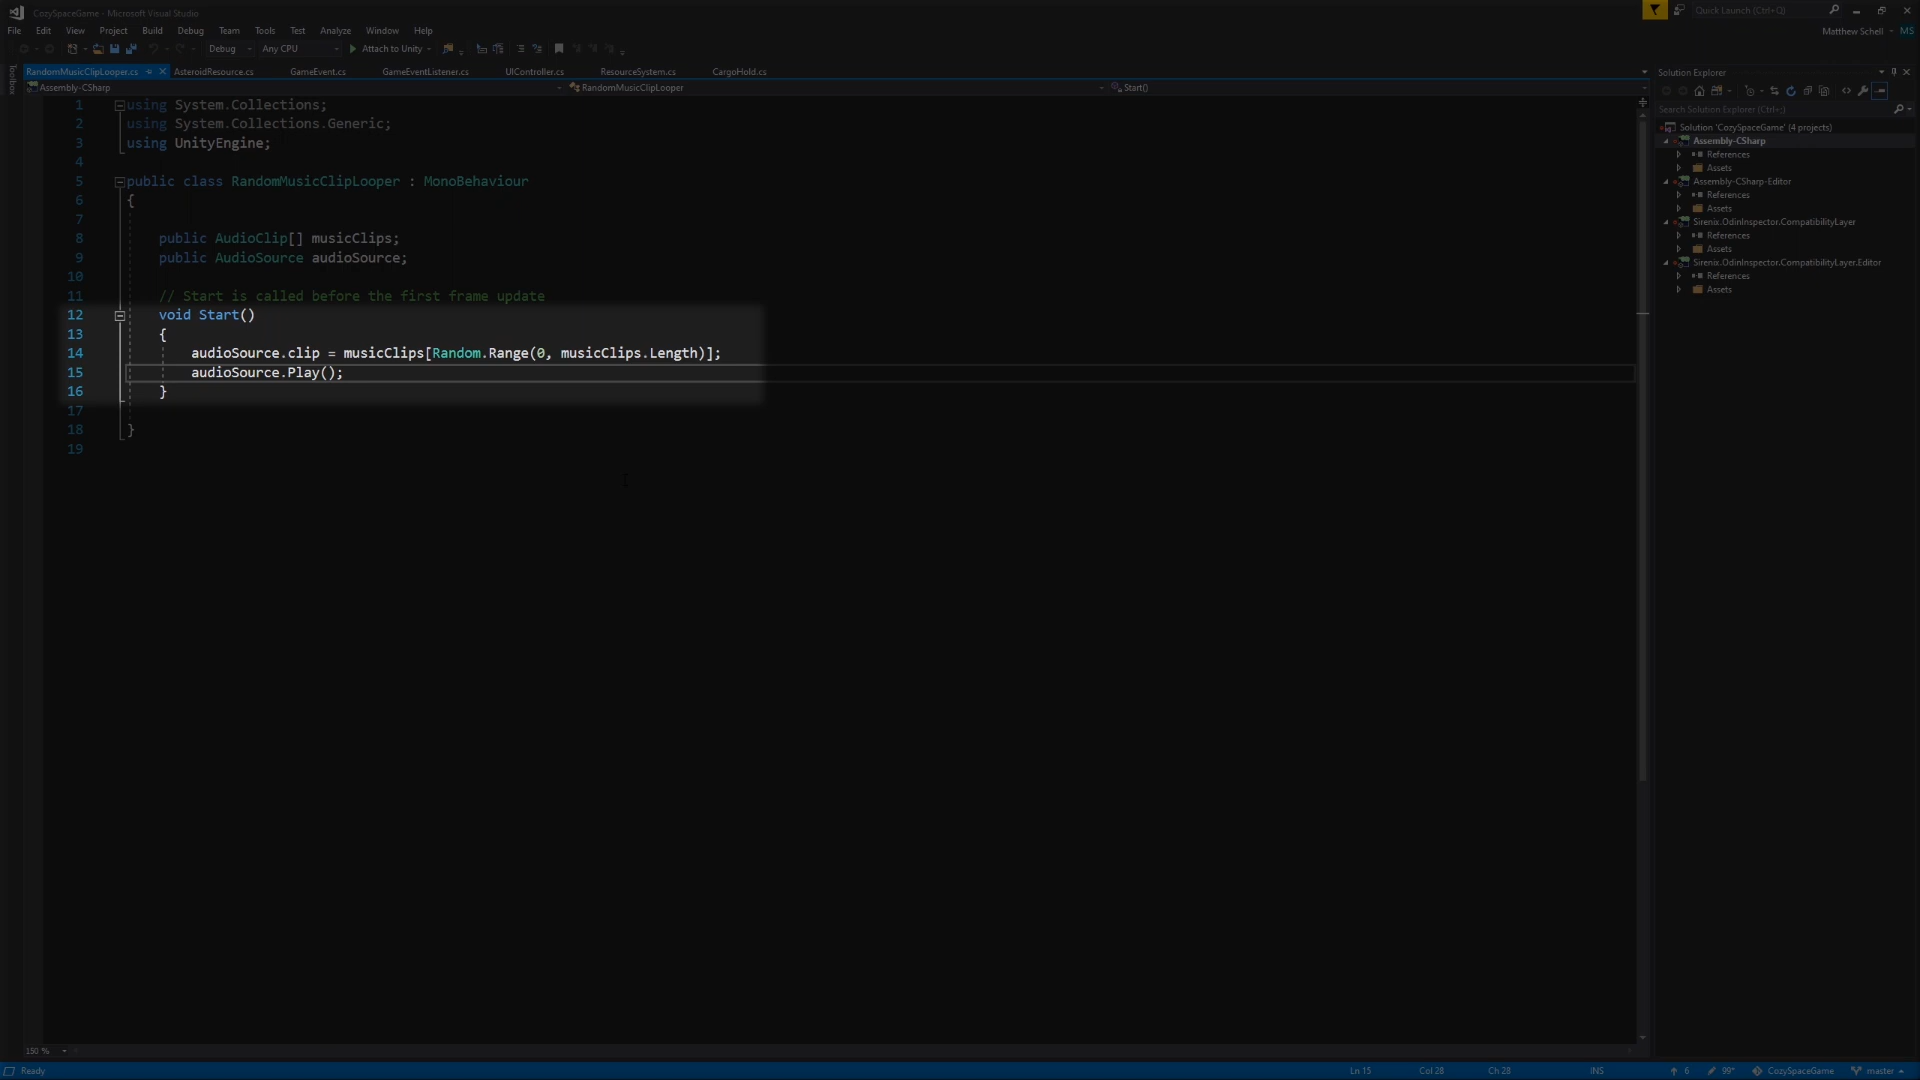 CozySpaceGame - Microsoft Visual Studio
Quick Launch (Ctrl+Q)
File Edit View Project Build Debug Team Tools Test Analyze Window Help
Matthew Schell MS
Debug Any CPU Attach to Unity
Toolbox
RandomMusicClipLooper.cs AsteroidResource.cs GameEvent.cs GameEventListener.cs UIController.cs ResourceSystem.cs CargoHold.cs
Assembly-CSharp RandomMusicClipLooper Start()
1 using System.Collections;
2 using System.Collections.Generic;
3 using UnityEngine;
4
5 public class RandomMusicClipLooper : MonoBehaviour
6 {
7
8 public AudioClip[] musicClips;
9 public AudioSource audioSource;
10
11 // Start is called before the first frame update
12 void Start()
13 {
14 audioSource.clip = musicClips[Random.Range(0, musicClips.Length)];
15 audioSource.Play();
16 }
17
18 }
19
Solution Explorer
Search Solution Explorer (Ctrl+;)
Solution 'CozySpaceGame' (4 projects)
Assembly-CSharp
References
Assets
Assembly-CSharp-Editor
References
Assets
Sirenix.OdinInspector.CompatibilityLayer
References
Assets
Sirenix.OdinInspector.CompatibilityLayer.Editor
References
Assets
150 %
Ready Ln 15 Col 28 Ch 28 INS 6 99* CozySpaceGame master